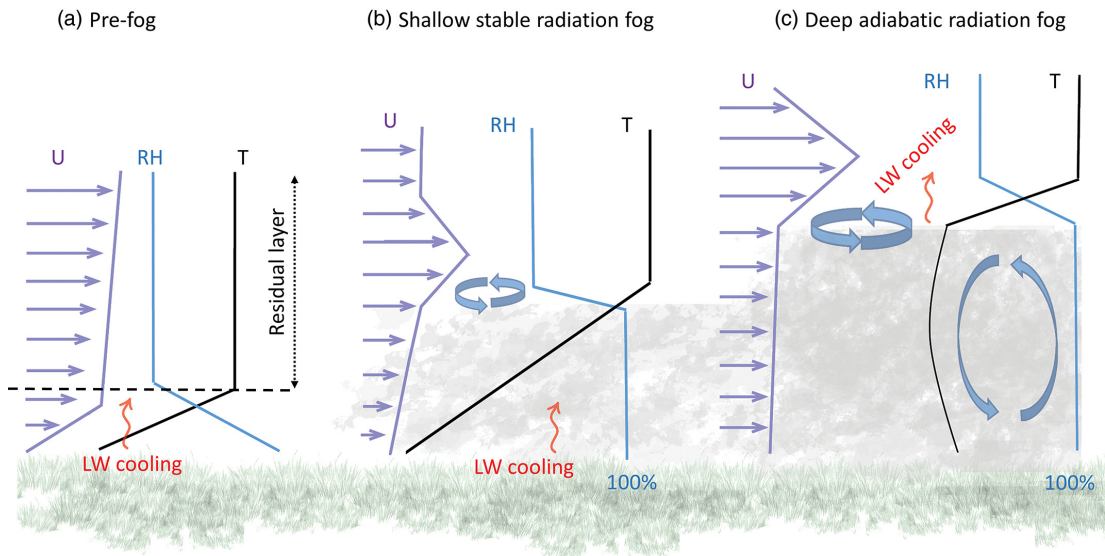 (a) Pre-fog
U
RH
T
Residual layer
LW cooling
(b) Shallow stable radiation fog
U
RH
T
LW cooling
100%
(c) Deep adiabatic radiation fog
U
RH
T
LW cooling
100%